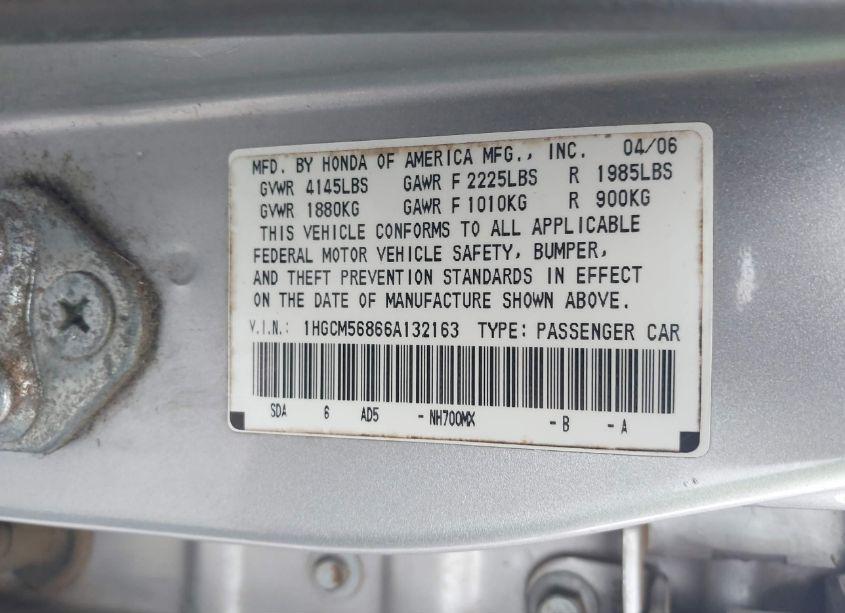 MFD. BY HONDA OF AMERICA MFG., INC. 04/06
GVWR 4145LBS GAWR F 2225LBS R 1985LBS
GVWR 1880KG GAWR F 1010KG R 900KG
THIS VEHICLE CONFORMS TO ALL APPLICABLE
FEDERAL MOTOR VEHICLE SAFETY, BUMPER,
AND THEFT PREVENTION STANDARDS IN EFFECT
ON THE DATE OF MANUFACTURE SHOWN ABOVE.
V.I.N.: 1HGCM56866A132163 TYPE: PASSENGER CAR
SDA 6 AD5 - NH700MX - B - A